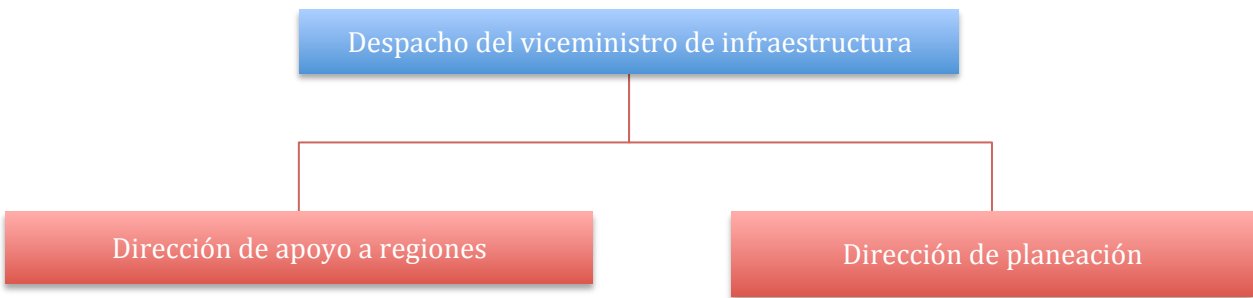 Despacho del viceministro de infraestructura
Dirección de apoyo a regiones
Dirección de planeación